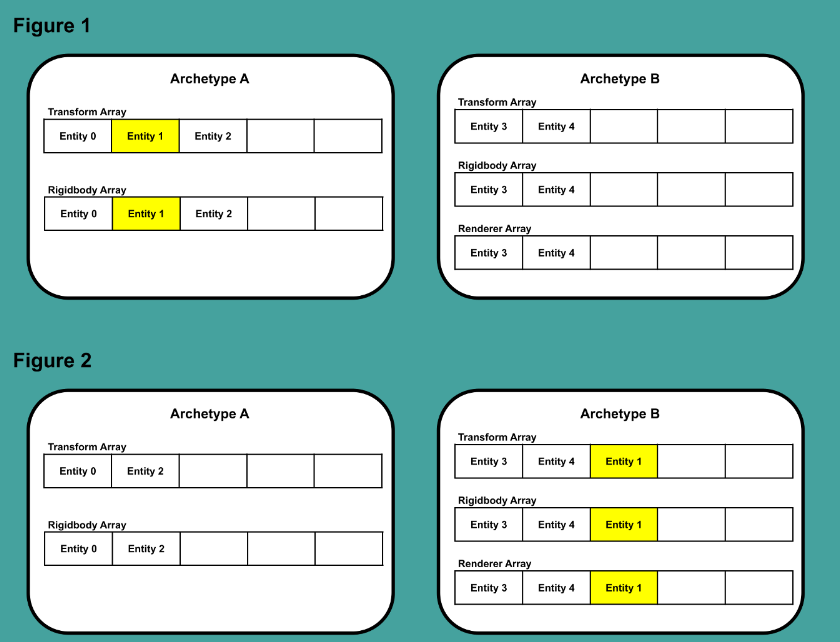 Figure 1
Archetype A
Transform Array
Entity 0 Entity 1 Entity 2
Rigidbody Array
Entity 0 Entity 1 Entity 2
Archetype B
Transform Array
Entity 3 Entity 4
Rigidbody Array
Entity 3 Entity 4
Renderer Array
Entity 3 Entity 4
Figure 2
Archetype A
Transform Array
Entity 0 Entity 2
Rigidbody Array
Entity 0 Entity 2
Archetype B
Transform Array
Entity 3 Entity 4 Entity 1
Rigidbody Array
Entity 3 Entity 4 Entity 1
Renderer Array
Entity 3 Entity 4 Entity 1